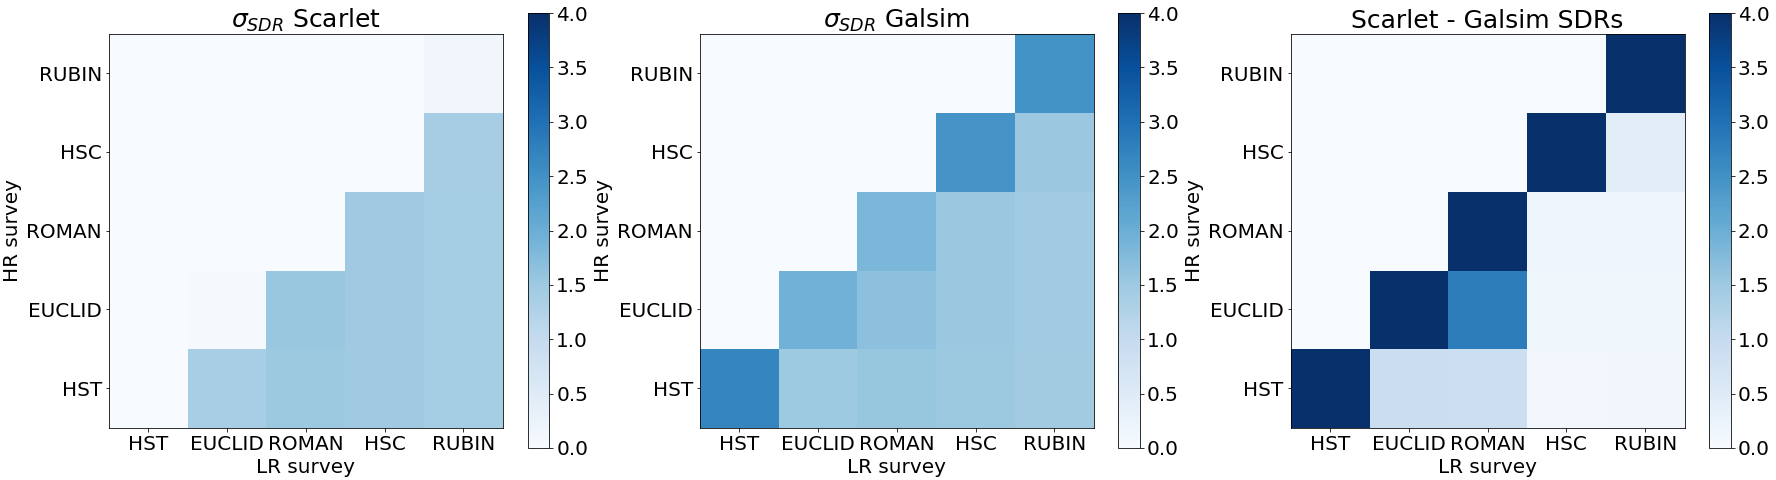 σ_SDR Scarlet
HR survey
RUBIN
HSC
ROMAN
EUCLID
HST
HST EUCLID ROMAN HSC RUBIN
LR survey
4.0
3.5
3.0
2.5
2.0
1.5
1.0
0.5
0.0
σ_SDR Galsim
HR survey
RUBIN
HSC
ROMAN
EUCLID
HST
HST EUCLID ROMAN HSC RUBIN
LR survey
4.0
3.5
3.0
2.5
2.0
1.5
1.0
0.5
0.0
Scarlet - Galsim SDRs
HR survey
RUBIN
HSC
ROMAN
EUCLID
HST
HST EUCLID ROMAN HSC RUBIN
LR survey
4.0
3.5
3.0
2.5
2.0
1.5
1.0
0.5
0.0